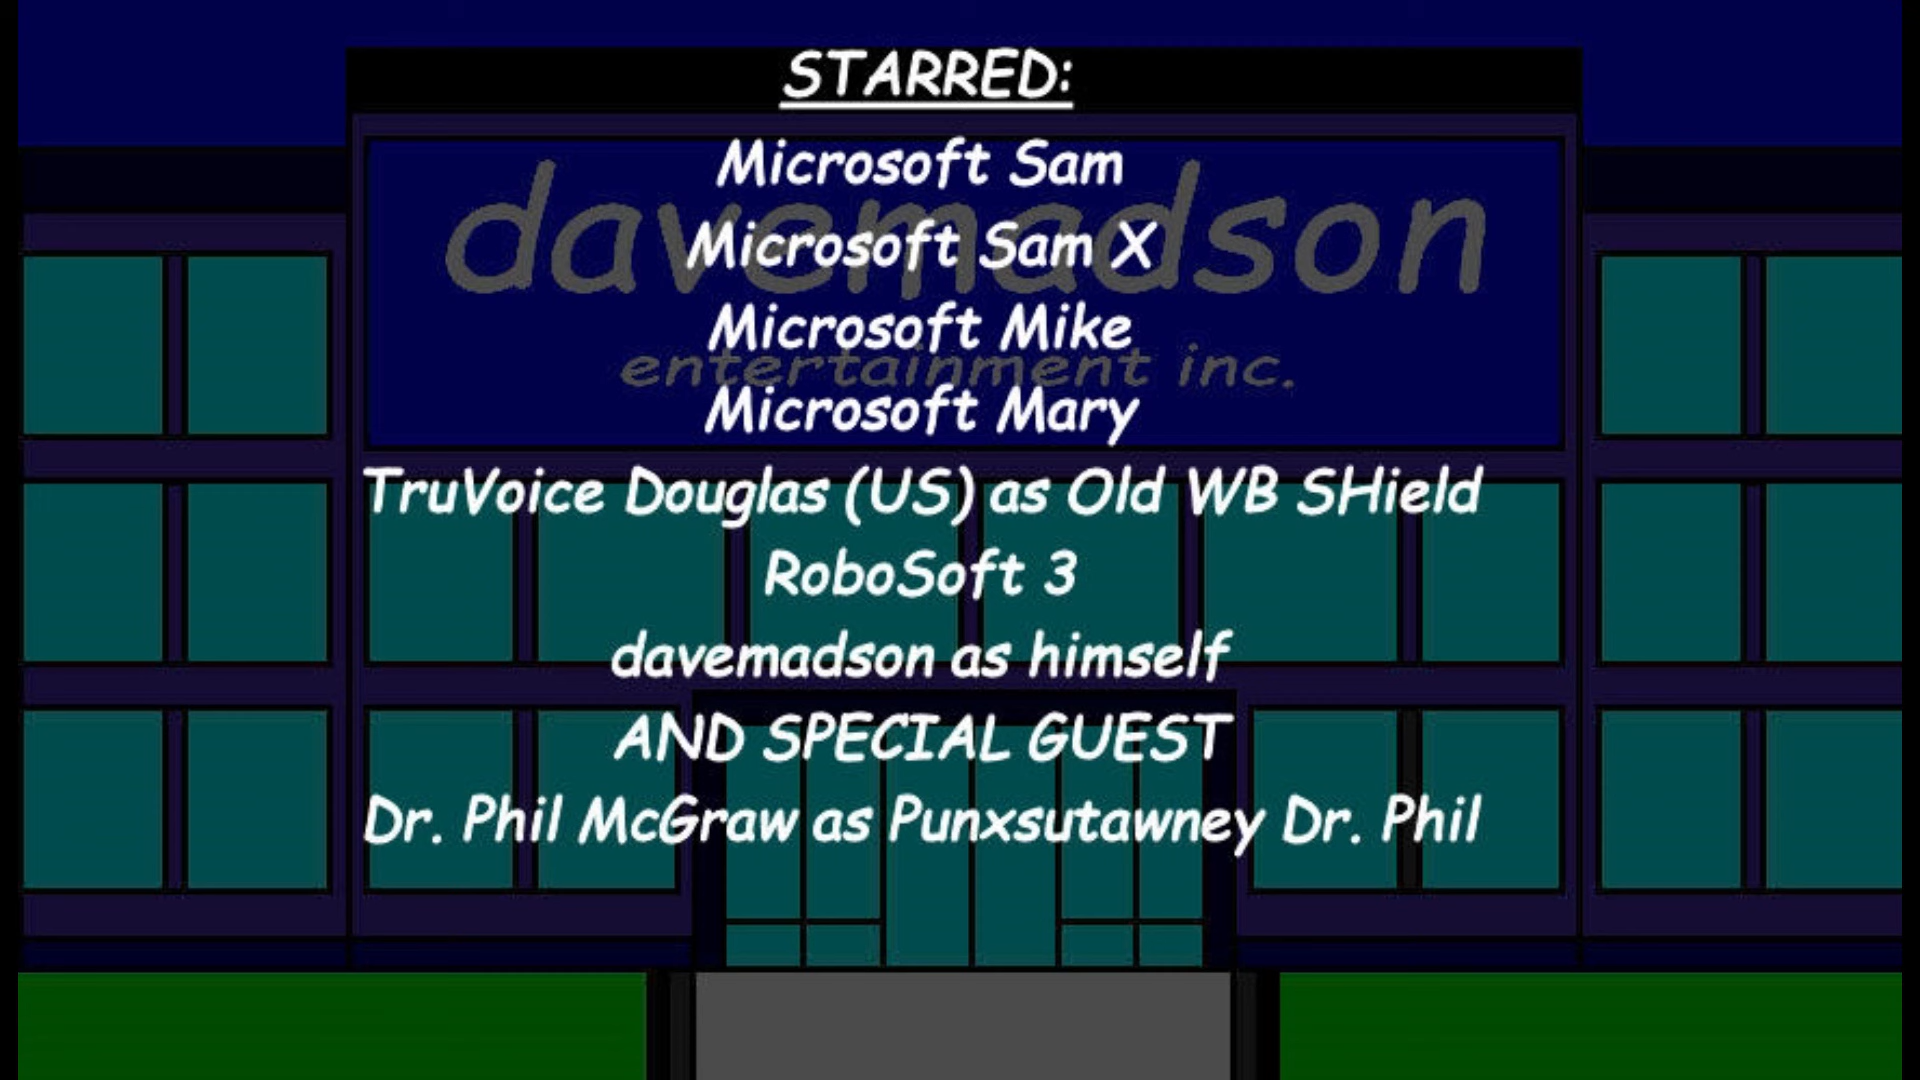 STARRED:
Microsoft Sam
davemadson
Microsoft Sam X
Microsoft Mike
entertainment inc.
Microsoft Mary
TruVoice Douglas (US) as Old WB SHield
RoboSoft 3
davemadson as himself
AND SPECIAL GUEST
Dr. Phil McGraw as Punxsutawney Dr. Phil